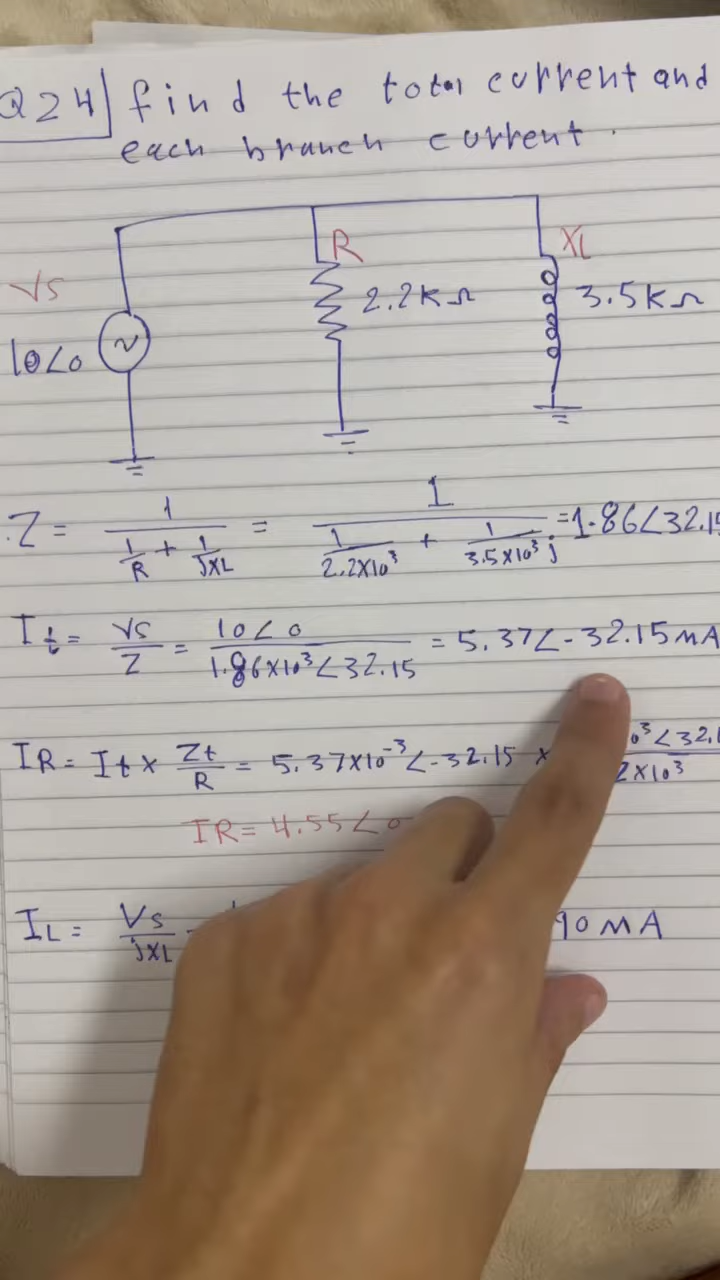 Q24 find the total current and
each branch current.
R
XL
Vs
2.2kΩ
3.5kΩ
10∠0
Z = 1 / (1/R + 1/jXL) = 1 / (1/2.2×10³ + 1/3.5×10³ j) = 1.86∠32.15
It = Vs/Z = 10∠0 / 1.86×10³∠32.15 = 5.37∠-32.15 mA
IR = It × Zt/R = 5.37×10⁻³∠-32.15 ×
IR = 4.55∠0
IL = Vs/jXL = 90 mA